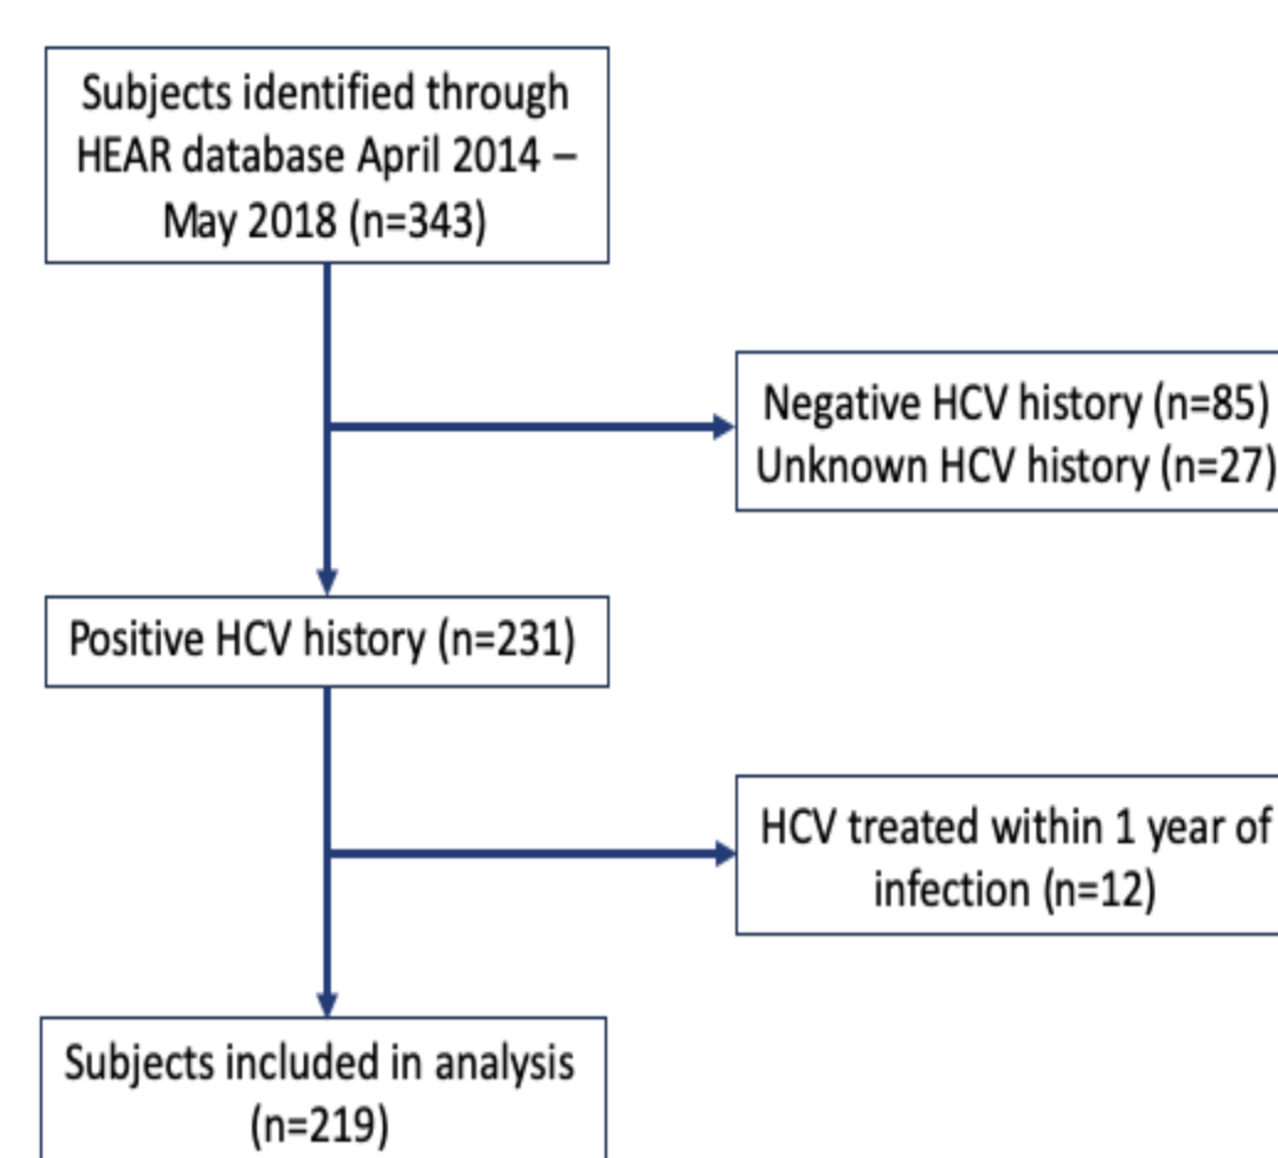 Subjects identified through
HEAR database April 2014 –
May 2018 (n=343)
Negative HCV history (n=85)
Unknown HCV history (n=27)
Positive HCV history (n=231)
HCV treated within 1 year of
infection (n=12)
Subjects included in analysis
(n=219)